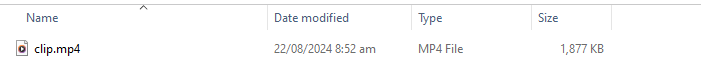 Name Date modified Type Size
clip.mp4 22/08/2024 8:52 am MP4 File 1,877 KB